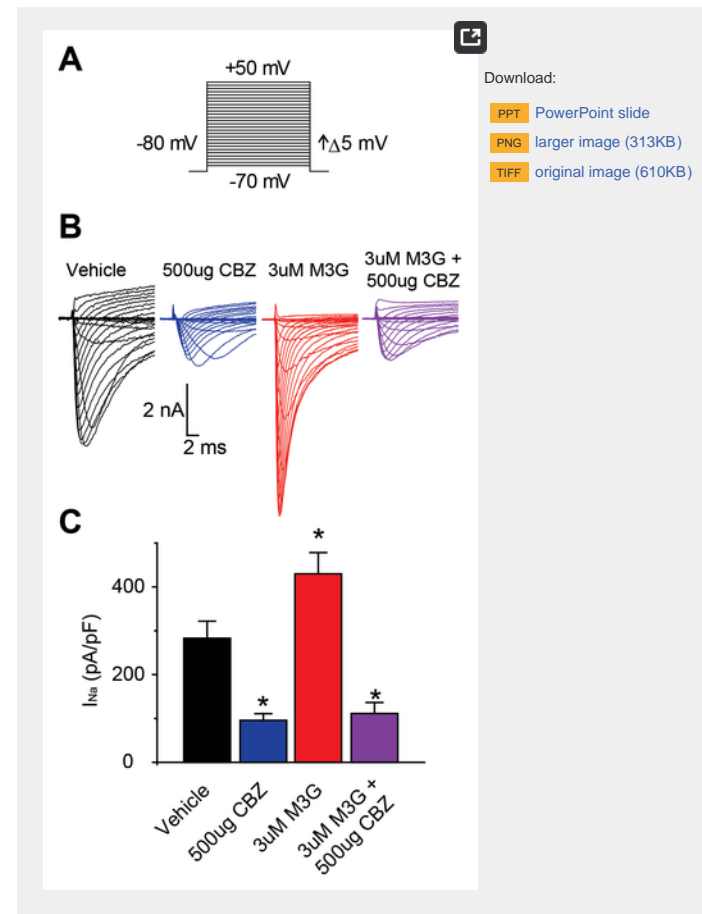 A
+50 mV
-80 mV
↑Δ5 mV
-70 mV
Download:
PPT PowerPoint slide
PNG larger image (313KB)
TIFF original image (610KB)
B
Vehicle
500ug CBZ
3uM M3G
3uM M3G +
500ug CBZ
2 nA
2 ms
C
*
400
INa (pA/pF)
200
*
*
0
Vehicle
500ug CBZ
3uM M3G
3uM M3G +
500ug CBZ